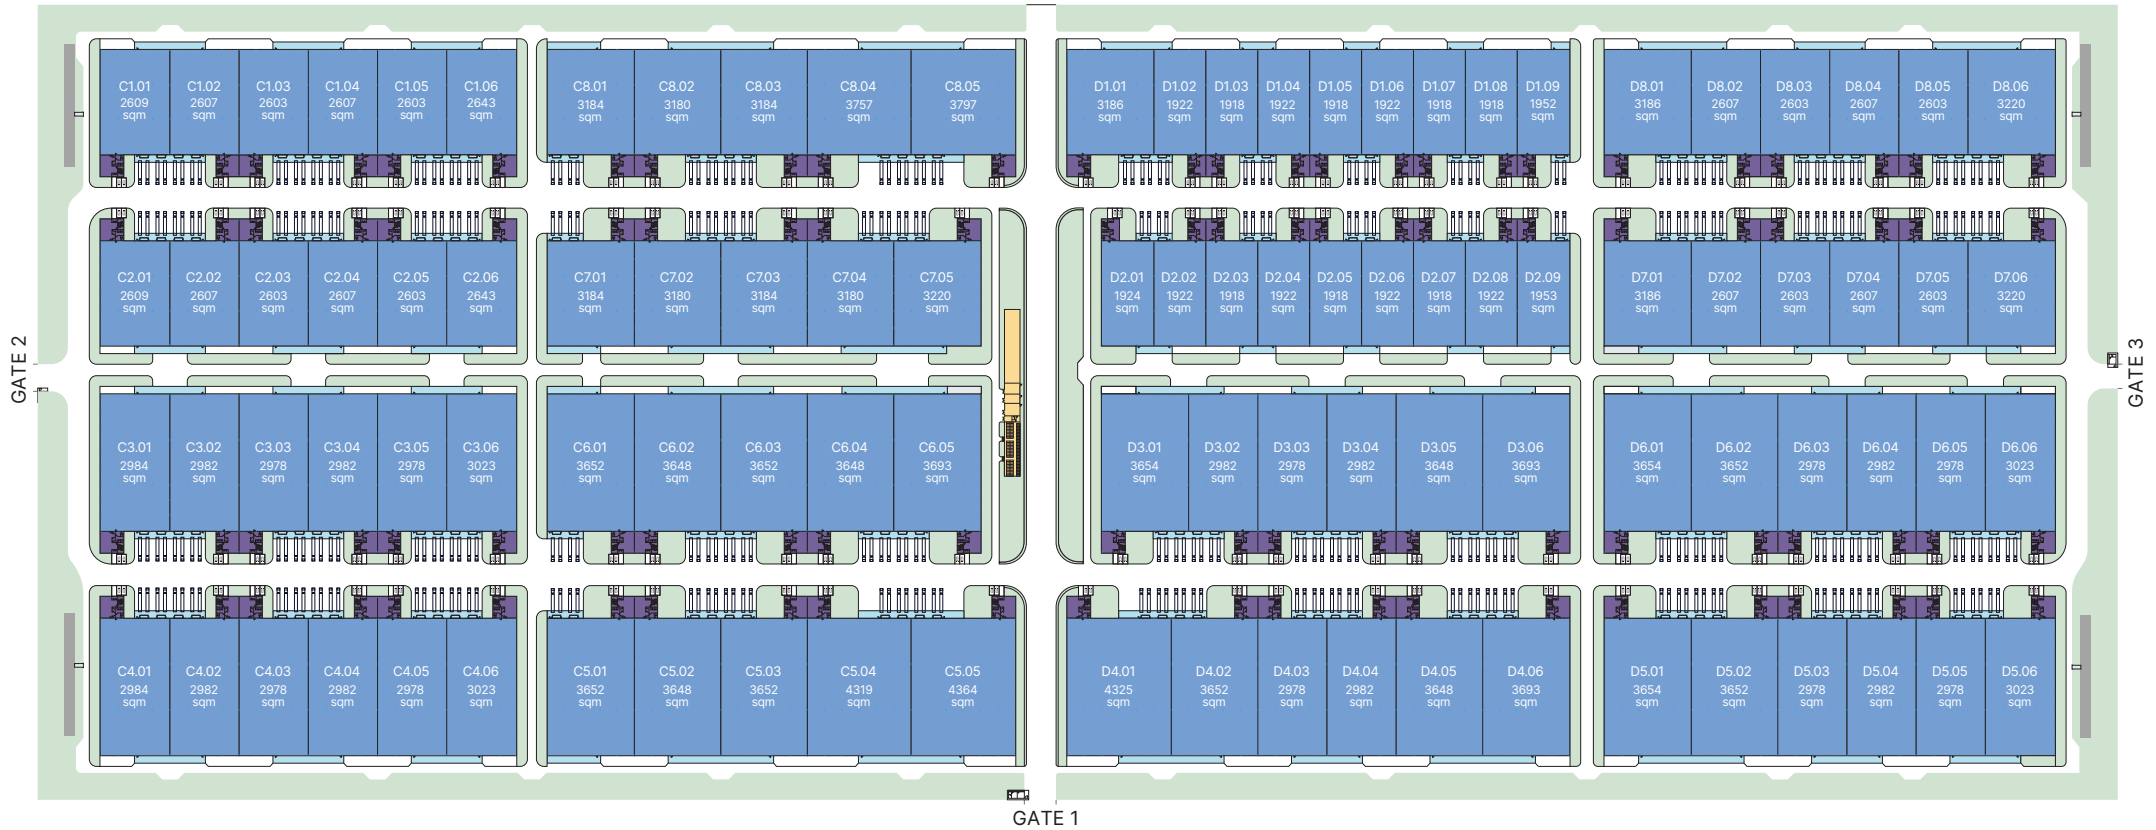 C1.01
2609
sqm
C1.02
2607
sqm
C1.03
2603
sqm
C1.04
2607
sqm
C1.05
2603
sqm
C1.06
2643
sqm
C8.01
3184
sqm
C8.02
3180
sqm
C8.03
3184
sqm
C8.04
3757
sqm
C8.05
3797
sqm
D1.01
3186
sqm
D1.02
1922
sqm
D1.03
1918
sqm
D1.04
1922
sqm
D1.05
1918
sqm
D1.06
1922
sqm
D1.07
1918
sqm
D1.08
1918
sqm
D1.09
1952
sqm
D8.01
3186
sqm
D8.02
2607
sqm
D8.03
2603
sqm
D8.04
2607
sqm
D8.05
2603
sqm
D8.06
3220
sqm
C2.01
2609
sqm
C2.02
2607
sqm
C2.03
2603
sqm
C2.04
2607
sqm
C2.05
2603
sqm
C2.06
2643
sqm
C7.01
3184
sqm
C7.02
3180
sqm
C7.03
3184
sqm
C7.04
3180
sqm
C7.05
3220
sqm
D2.01
1924
sqm
D2.02
1922
sqm
D2.03
1918
sqm
D2.04
1922
sqm
D2.05
1918
sqm
D2.06
1922
sqm
D2.07
1918
sqm
D2.08
1922
sqm
D2.09
1953
sqm
D7.01
3186
sqm
D7.02
2607
sqm
D7.03
2603
sqm
D7.04
2607
sqm
D7.05
2603
sqm
D7.06
3220
sqm
GATE 2
GATE 3
C3.01
2984
sqm
C3.02
2982
sqm
C3.03
2978
sqm
C3.04
2982
sqm
C3.05
2978
sqm
C3.06
3023
sqm
C6.01
3652
sqm
C6.02
3648
sqm
C6.03
3652
sqm
C6.04
3648
sqm
C6.05
3693
sqm
D3.01
3654
sqm
D3.02
2982
sqm
D3.03
2978
sqm
D3.04
2982
sqm
D3.05
3648
sqm
D3.06
3693
sqm
D6.01
3654
sqm
D6.02
3652
sqm
D6.03
2978
sqm
D6.04
2982
sqm
D6.05
2978
sqm
D6.06
3023
sqm
C4.01
2984
sqm
C4.02
2982
sqm
C4.03
2978
sqm
C4.04
2982
sqm
C4.05
2978
sqm
C4.06
3023
sqm
C5.01
3652
sqm
C5.02
3648
sqm
C5.03
3652
sqm
C5.04
4319
sqm
C5.05
4364
sqm
D4.01
4325
sqm
D4.02
3652
sqm
D4.03
2978
sqm
D4.04
2982
sqm
D4.05
3648
sqm
D4.06
3693
sqm
D5.01
3654
sqm
D5.02
3652
sqm
D5.03
2978
sqm
D5.04
2982
sqm
D5.05
2978
sqm
D5.06
3023
sqm
GATE 1